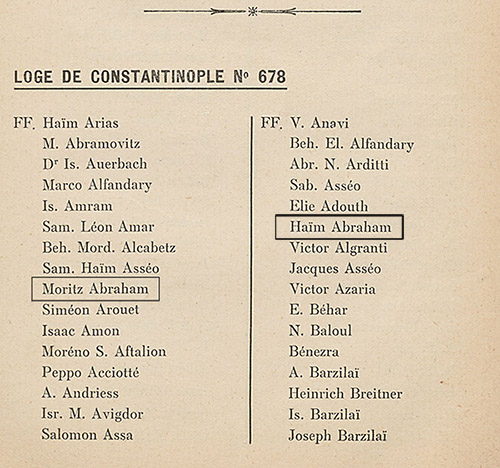 LOGE DE CONSTANTINOPLE Nº 678
FF. Haïm Arias
M. Abramovitz
Dʳ Is. Auerbach
Marco Alfandary
Is. Amram
Sam. Léon Amar
Beh. Mord. Alcabetz
Sam. Haïm Asséo
Moritz Abraham
Siméon Arouet
Isaac Amon
Moréno S. Aftalion
Peppo Acciotté
A. Andriess
Isr. M. Avigdor
Salomon Assa
FF. V. Anavi
Beh. El. Alfandary
Abr. N. Arditti
Sab. Asséo
Elie Adouth
Haïm Abraham
Victor Algranti
Jacques Asséo
Victor Azaria
E. Béhar
N. Baloul
Bénezra
A. Barzilaï
Heinrich Breitner
Is. Barzilaï
Joseph Barzilaï